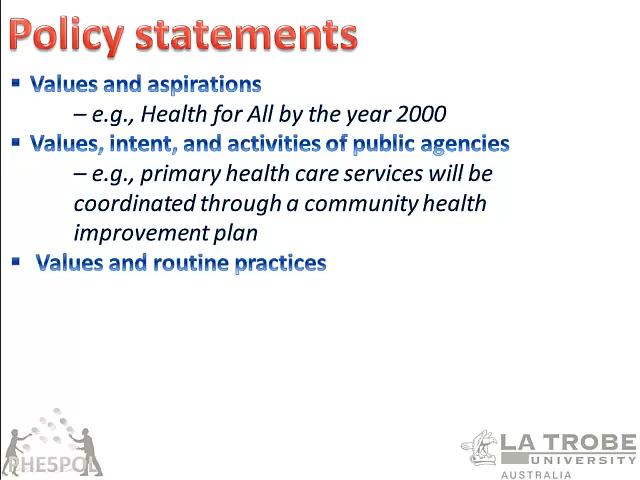 Policy statements
▪ Values and aspirations
– e.g., Health for All by the year 2000
▪ Values, intent, and activities of public agencies
– e.g., primary health care services will be
coordinated through a community health
improvement plan
▪ Values and routine practices
PHE5POL
LA TROBE
UNIVERSITY
AUSTRALIA